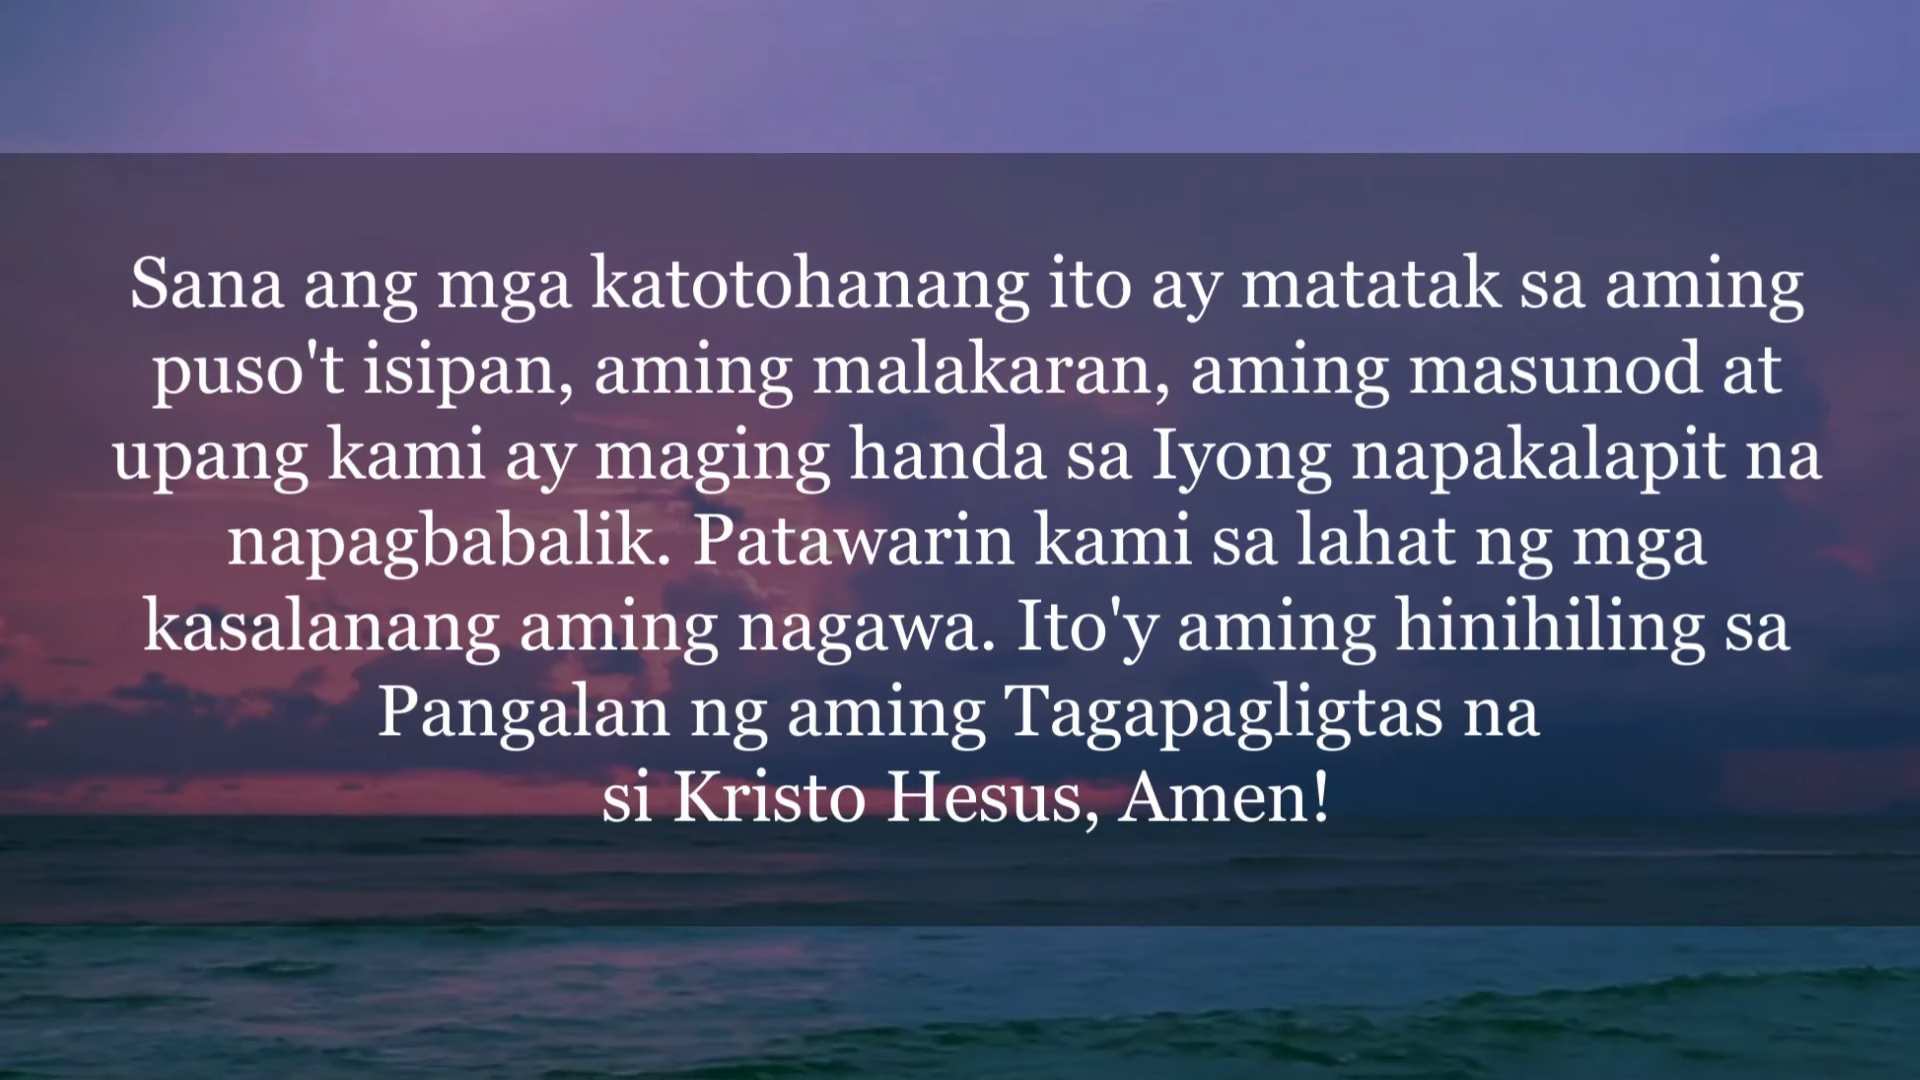 Sana ang mga katotohanang ito ay matatak sa aming
puso't isipan, aming malakaran, aming masunod at
upang kami ay maging handa sa Iyong napakalapit na
napagbabalik. Patawarin kami sa lahat ng mga
kasalanang aming nagawa. Ito'y aming hinihiling sa
Pangalan ng aming Tagapagligtas na
si Kristo Hesus, Amen!